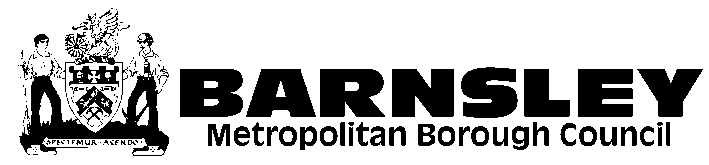 BARNSLEY
Metropolitan Borough Council
SPECTEMUR · AGENDO